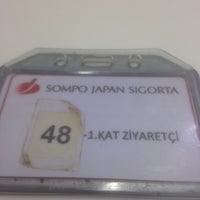 SOMPO JAPAN SIGORTA
48 -1.KAT ZİYARETÇİ